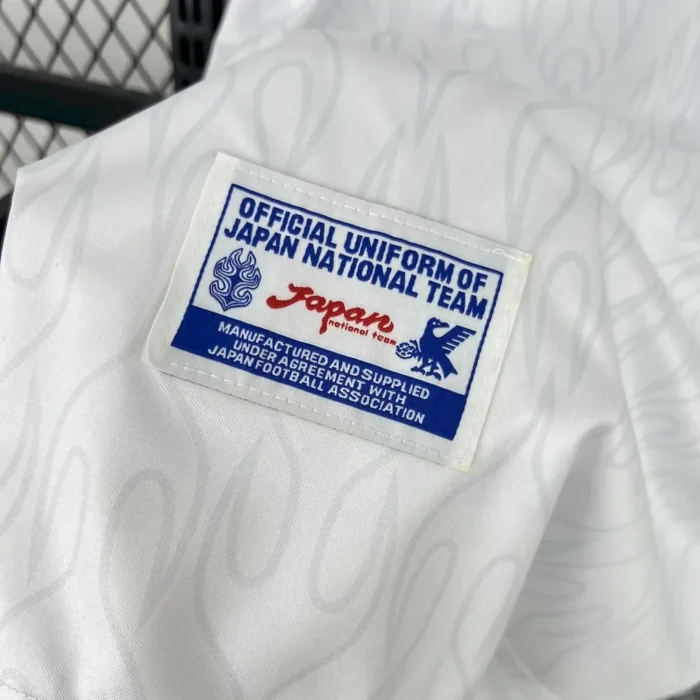 OFFICIAL UNIFORM OF
JAPAN NATIONAL TEAM
Japan
national team
MANUFACTURED AND SUPPLIED
UNDER AGREEMENT WITH
JAPAN FOOTBALL ASSOCIATION